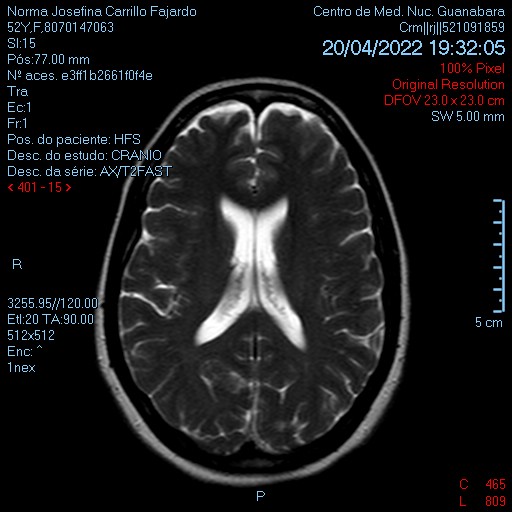 Norma Josefina Carrillo Fajardo
52Y,F,8070147063
Sl:15
Pós:77.00 mm
Nº aces. e3ff1b2661f0f4e
Tra
Ec:1
Fr:1
Pos. do paciente: HFS
Desc. do estudo: CRANIO
Desc. da série: AX/T2FAST
< 401 - 15 >
Centro de Med. Nuc. Guanabara
Crm||rj||521091859
20/04/2022 19:32:05
100% Pixel
Original Resolution
DFOV 23.0 x 23.0 cm
SW 5.00 mm
R
5 cm
3255.95//120.00
Etl:20 TA:90.00
512x512
Enc: ^
1nex
P
C 465
L 809